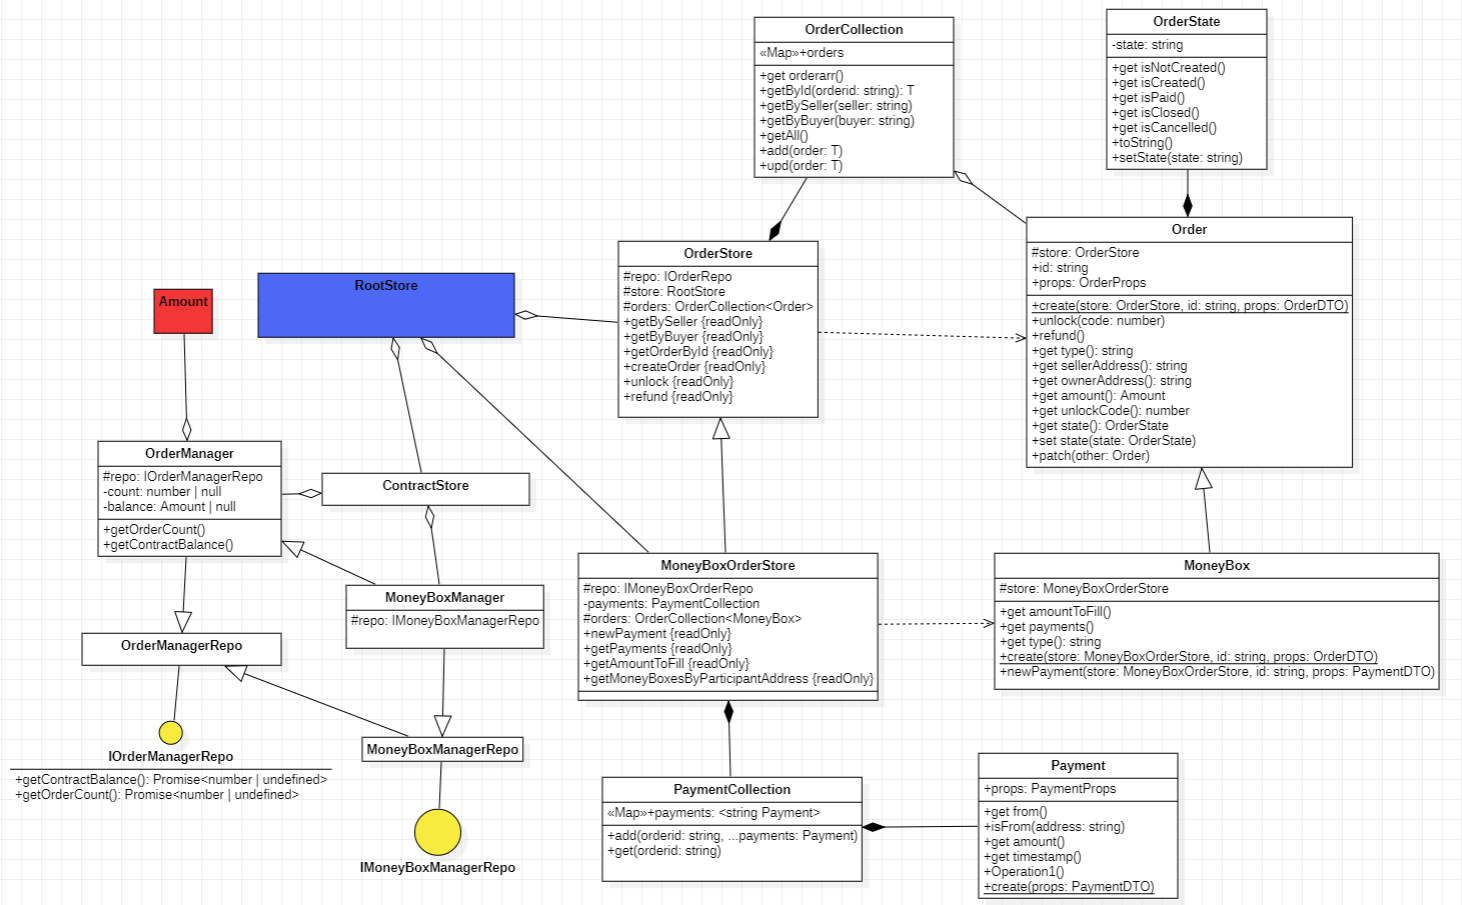 OrderCollection
«Map»+orders
+get orderarr()
+getById(orderid: string): T
+getBySeller(seller: string)
+getByBuyer(buyer: string)
+getAll()
+add(order: T)
+upd(order: T)
OrderState
-state: string
+get isNotCreated()
+get isCreated()
+get isPaid()
+get isClosed()
+get isCancelled()
+toString()
+setState(state: string)
Order
#store: OrderStore
+id: string
+props: OrderProps
+create(store: OrderStore, id: string, props: OrderDTO)
+unlock(code: number)
+refund()
+get type(): string
+get sellerAddress(): string
+get ownerAddress(): string
+get amount(): Amount
+get unlockCode(): number
+get state(): OrderState
+set state(state: OrderState)
+patch(other: Order)
OrderStore
#repo: IOrderRepo
#store: RootStore
#orders: OrderCollection<Order>
+getBySeller {readOnly}
+getByBuyer {readOnly}
+getOrderById {readOnly}
+createOrder {readOnly}
+unlock {readOnly}
+refund {readOnly}
RootStore
Amount
OrderManager
#repo: IOrderManagerRepo
-count: number | null
-balance: Amount | null
+getOrderCount()
+getContractBalance()
ContractStore
MoneyBoxManager
#repo: IMoneyBoxManagerRepo
OrderManagerRepo
MoneyBoxOrderStore
#repo: IMoneyBoxOrderRepo
-payments: PaymentCollection
#orders: OrderCollection<MoneyBox>
+newPayment {readOnly}
+getPayments {readOnly}
+getAmountToFill {readOnly}
+getMoneyBoxesByParticipantAddress {readOnly}
MoneyBox
#store: MoneyBoxOrderStore
+get amountToFill()
+get payments()
+get type(): string
+create(store: MoneyBoxOrderStore, id: string, props: OrderDTO)
+newPayment(store: MoneyBoxOrderStore, id: string, props: PaymentDTO)
IOrderManagerRepo
+getContractBalance(): Promise<number | undefined>
+getOrderCount(): Promise<number | undefined>
MoneyBoxManagerRepo
IMoneyBoxManagerRepo
PaymentCollection
«Map»+payments: <string Payment>
+add(orderid: string, ...payments: Payment)
+get(orderid: string)
Payment
+props: PaymentProps
+get from()
+isFrom(address: string)
+get amount()
+get timestamp()
+Operation1()
+create(props: PaymentDTO)